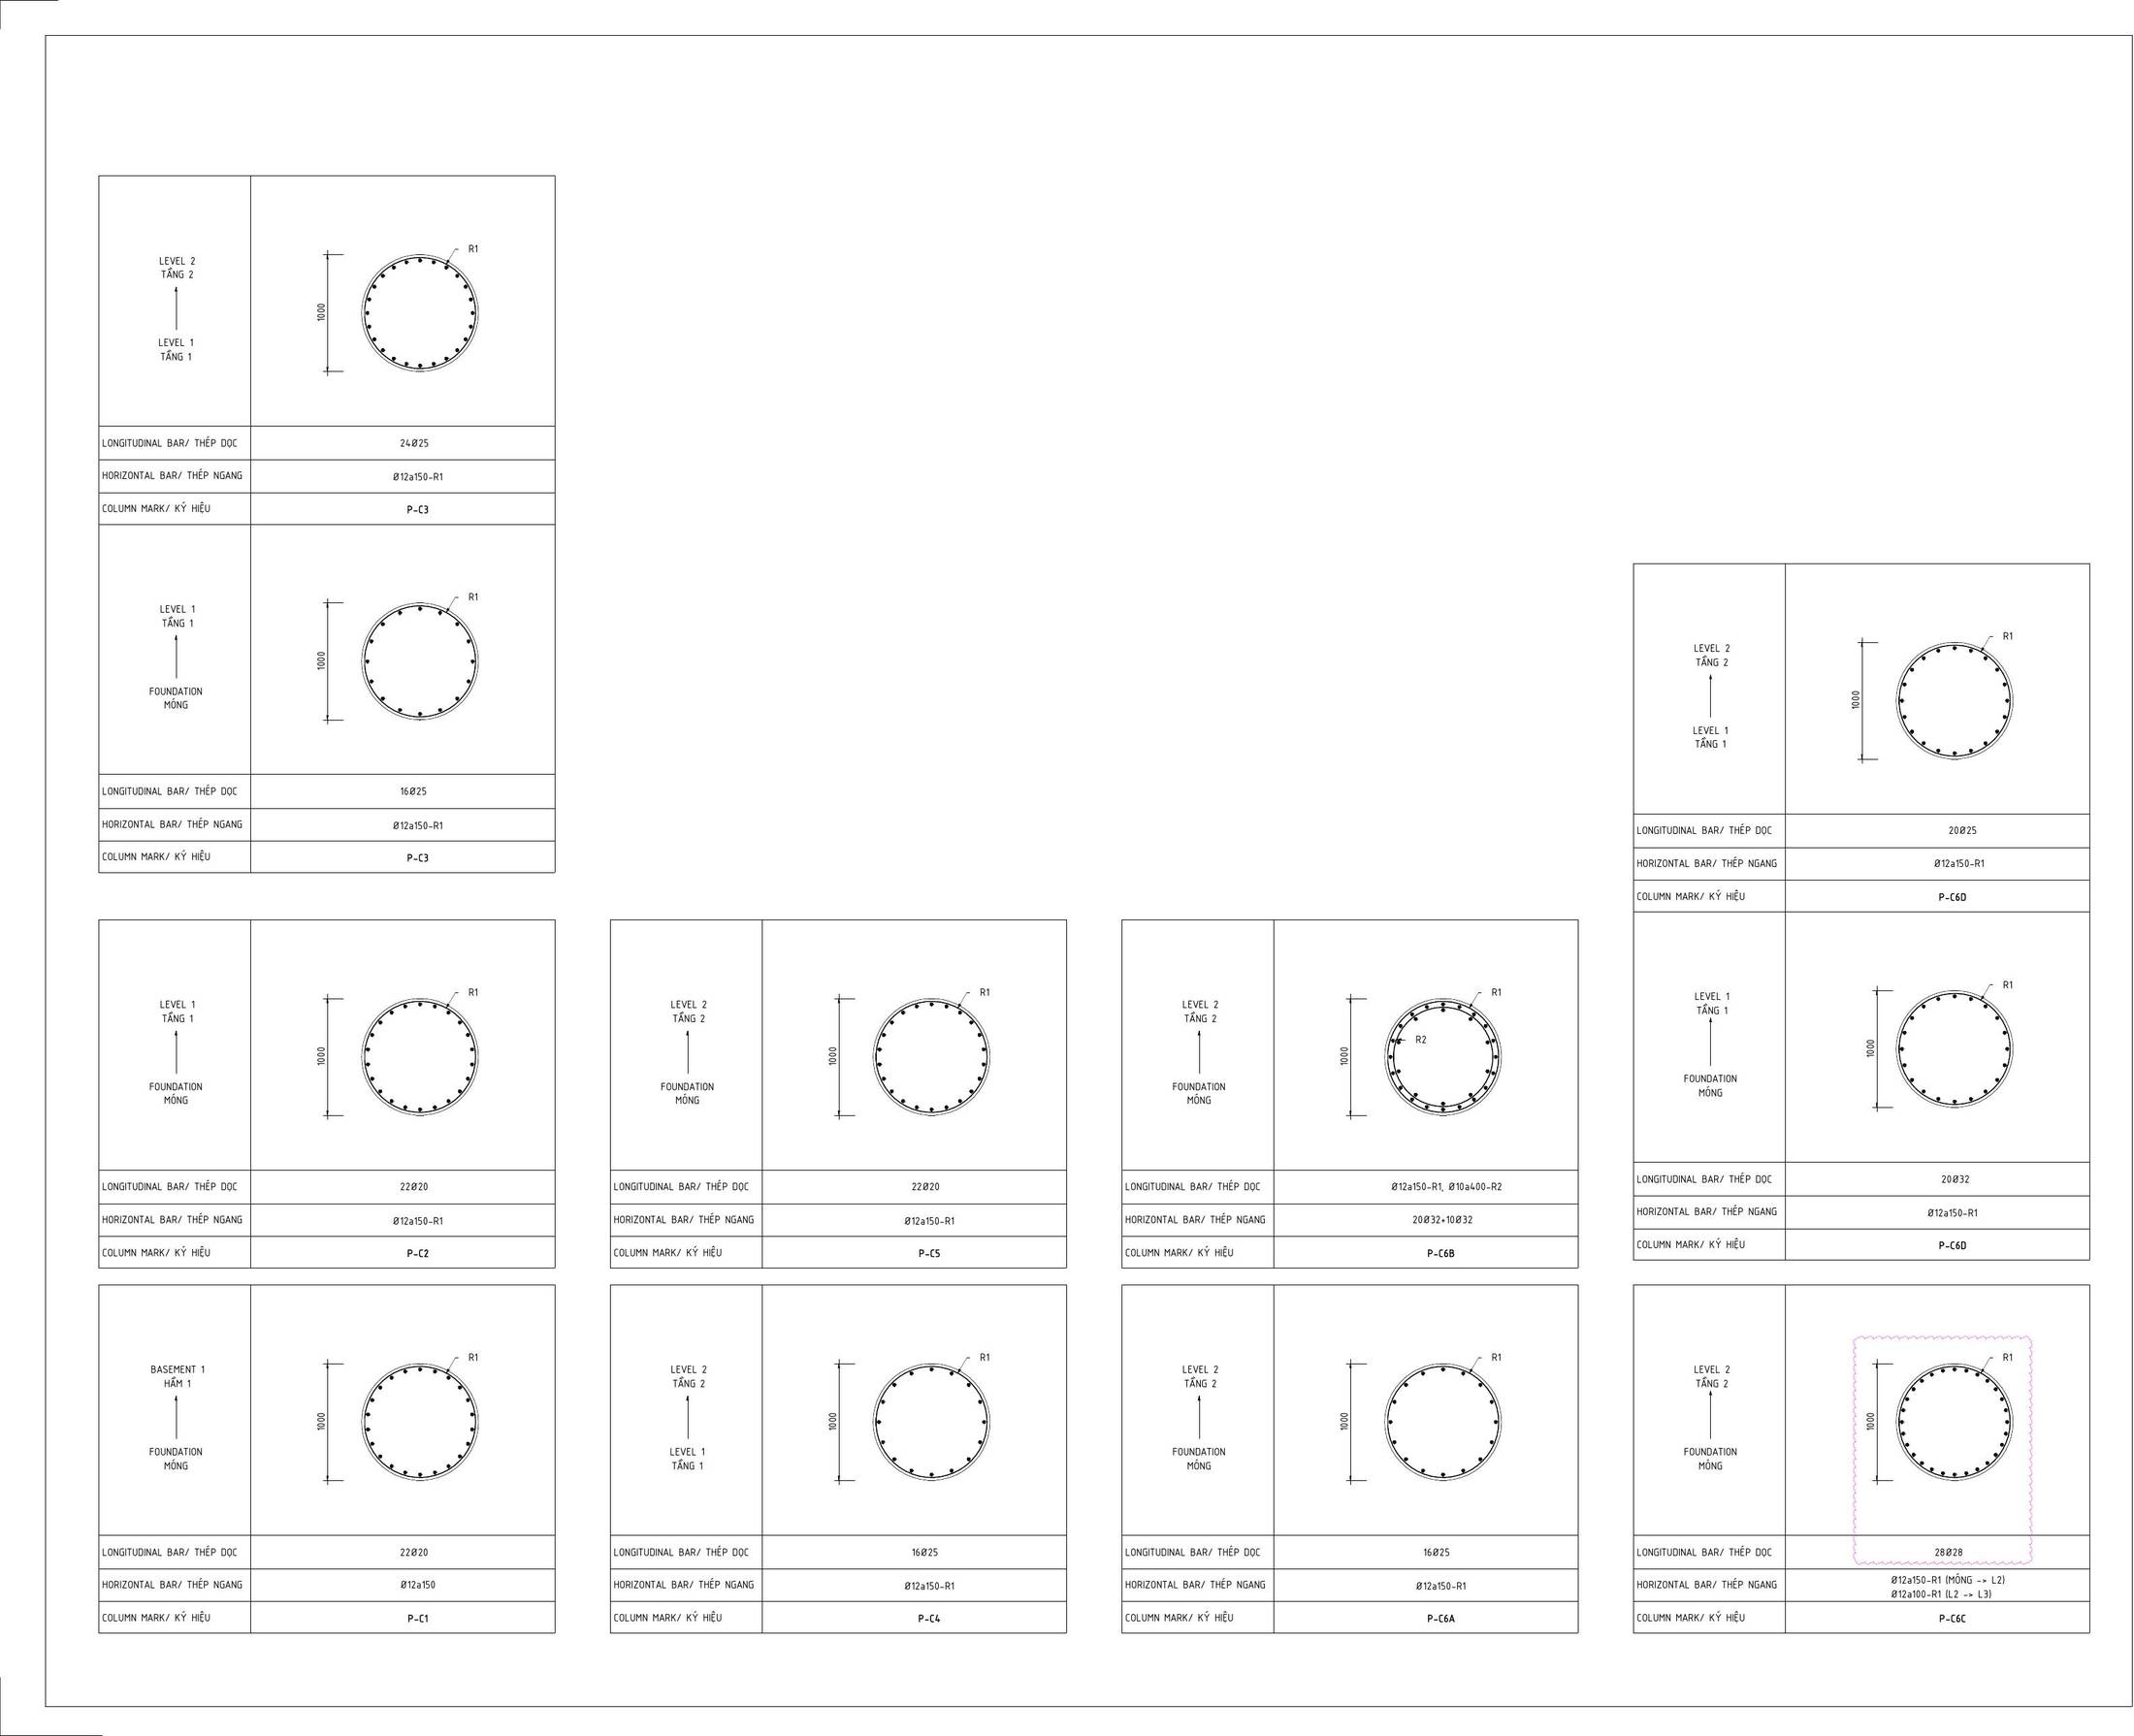 LEVEL 2
TẦNG 2
R1
1000
LEVEL 1
TẦNG 1
LONGITUDINAL BAR/ THÉP DỌC 24Ø25
HORIZONTAL BAR/ THÉP NGANG Ø12a150-R1
COLUMN MARK/ KÝ HIỆU P-C3
LEVEL 1
TẦNG 1
R1
1000
FOUNDATION
MÓNG
LONGITUDINAL BAR/ THÉP DỌC 16Ø25
HORIZONTAL BAR/ THÉP NGANG Ø12a150-R1
COLUMN MARK/ KÝ HIỆU P-C3
LEVEL 2
TẦNG 2
R1
1000
LEVEL 1
TẦNG 1
LONGITUDINAL BAR/ THÉP DỌC 20Ø25
HORIZONTAL BAR/ THÉP NGANG Ø12a150-R1
COLUMN MARK/ KÝ HIỆU P-C6D
LEVEL 1
TẦNG 1
R1
1000
FOUNDATION
MÓNG
LONGITUDINAL BAR/ THÉP DỌC 20Ø32
HORIZONTAL BAR/ THÉP NGANG Ø12a150-R1
COLUMN MARK/ KÝ HIỆU P-C6D
LEVEL 1
TẦNG 1
R1
1000
FOUNDATION
MÓNG
LONGITUDINAL BAR/ THÉP DỌC 22Ø20
HORIZONTAL BAR/ THÉP NGANG Ø12a150-R1
COLUMN MARK/ KÝ HIỆU P-C2
LEVEL 2
TẦNG 2
R1
1000
FOUNDATION
MÓNG
LONGITUDINAL BAR/ THÉP DỌC 22Ø20
HORIZONTAL BAR/ THÉP NGANG Ø12a150-R1
COLUMN MARK/ KÝ HIỆU P-C5
LEVEL 2
TẦNG 2
R1
R2
1000
FOUNDATION
MÓNG
LONGITUDINAL BAR/ THÉP DỌC Ø12a150-R1, Ø10a400-R2
HORIZONTAL BAR/ THÉP NGANG 20Ø32+10Ø32
COLUMN MARK/ KÝ HIỆU P-C6B
BASEMENT 1
HẦM 1
R1
1000
FOUNDATION
MÓNG
LONGITUDINAL BAR/ THÉP DỌC 22Ø20
HORIZONTAL BAR/ THÉP NGANG Ø12a150
COLUMN MARK/ KÝ HIỆU P-C1
LEVEL 2
TẦNG 2
R1
1000
LEVEL 1
TẦNG 1
LONGITUDINAL BAR/ THÉP DỌC 16Ø25
HORIZONTAL BAR/ THÉP NGANG Ø12a150-R1
COLUMN MARK/ KÝ HIỆU P-C4
LEVEL 2
TẦNG 2
R1
1000
FOUNDATION
MÓNG
LONGITUDINAL BAR/ THÉP DỌC 16Ø25
HORIZONTAL BAR/ THÉP NGANG Ø12a150-R1
COLUMN MARK/ KÝ HIỆU P-C6A
LEVEL 2
TẦNG 2
R1
1000
FOUNDATION
MÓNG
LONGITUDINAL BAR/ THÉP DỌC 28Ø28
HORIZONTAL BAR/ THÉP NGANG Ø12a150-R1 (MÓNG -> L2)
Ø12a100-R1 (L2 -> L3)
COLUMN MARK/ KÝ HIỆU P-C6C